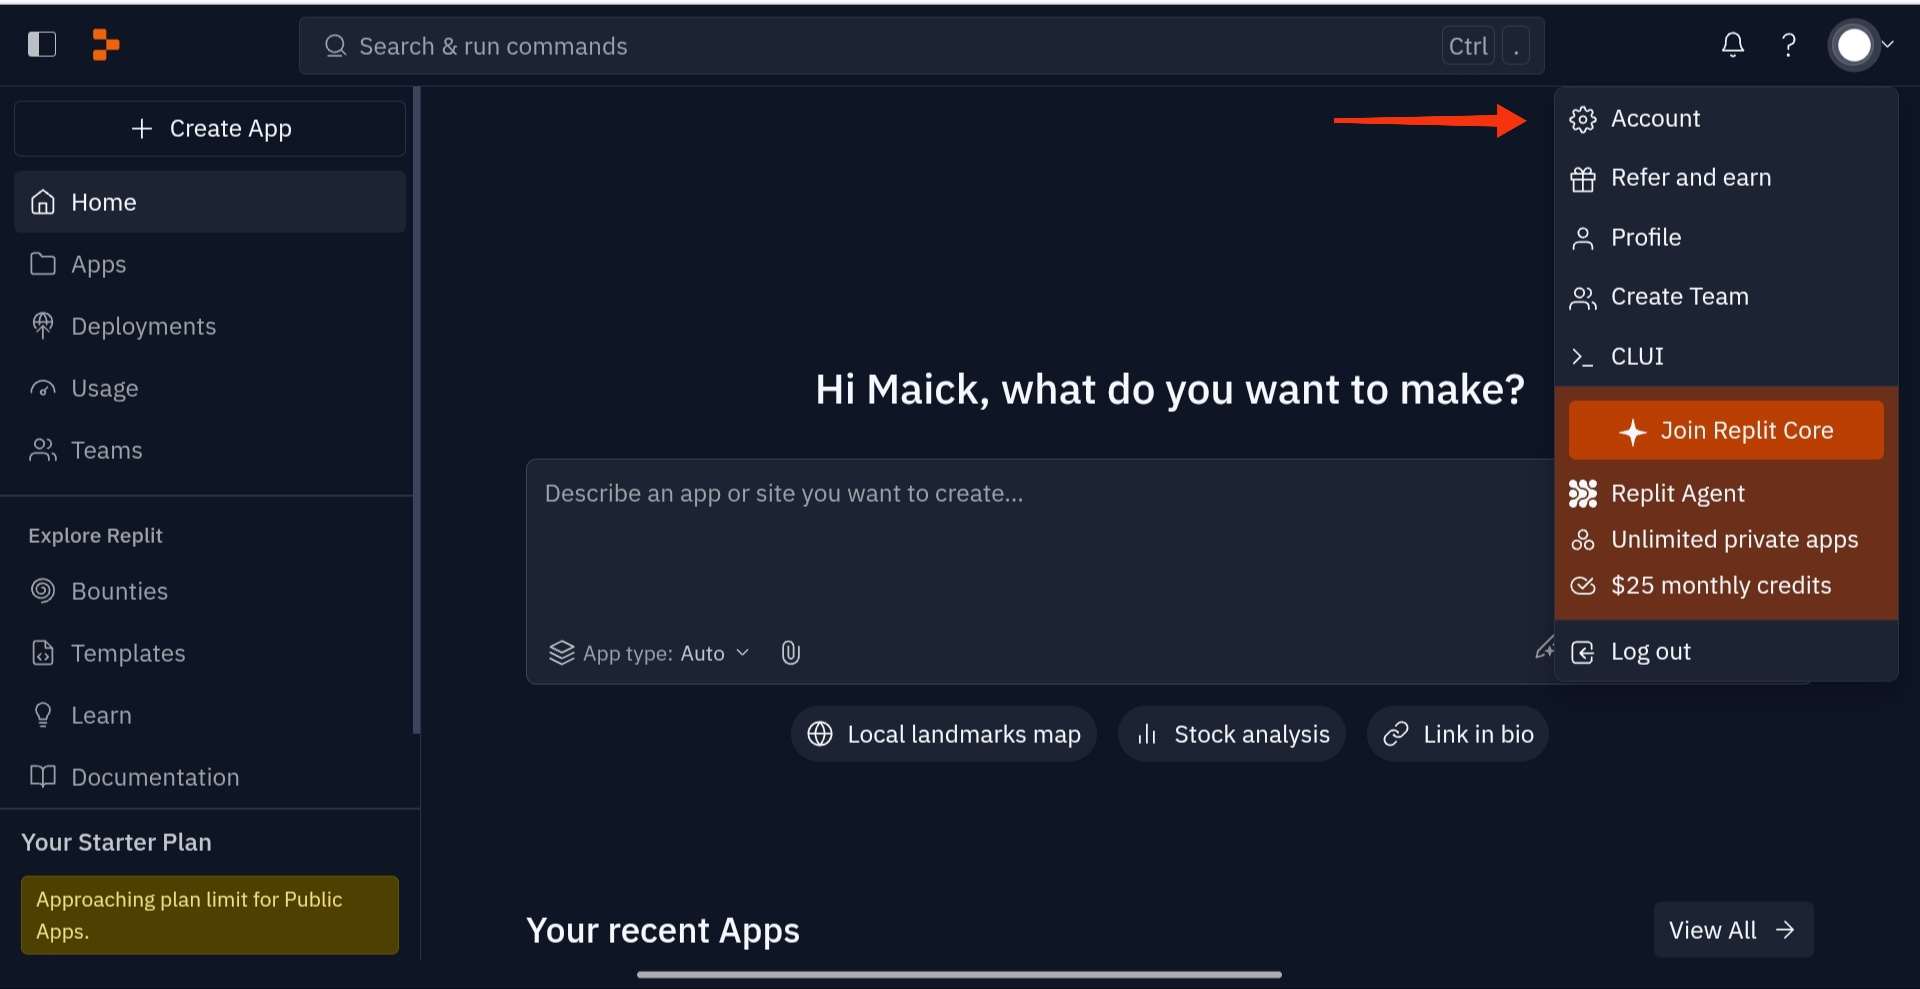 Search & run commands
Ctrl .
Create App
Home
Apps
Deployments
Usage
Teams
Explore Replit
Bounties
Templates
Learn
Documentation
Your Starter Plan
Approaching plan limit for Public
Apps.
Hi Maick, what do you want to make?
Describe an app or site you want to create...
App type: Auto
Local landmarks map
Stock analysis
Link in bio
Your recent Apps
View All
Account
Refer and earn
Profile
Create Team
CLUI
Join Replit Core
Replit Agent
Unlimited private apps
$25 monthly credits
Log out